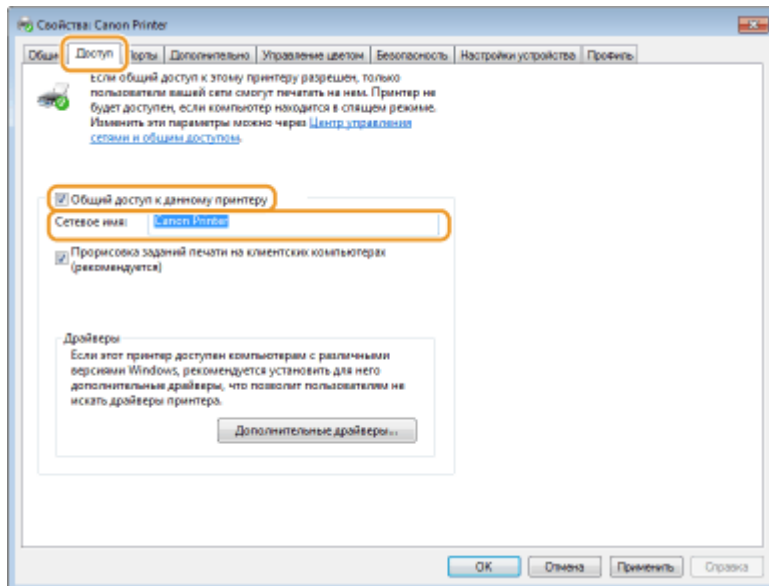 Свойства: Canon Printer
Общи Доступ Порты Дополнительно Управление цветом Безопасность Настройки устройства Профиль
Если общий доступ к этому принтеру разрешен, только
пользователи вашей сети смогут печатать на нем. Принтер не
будет доступен, если компьютер находится в спящем режиме.
Изменить эти параметры можно через Центр управления
сетями и общим доступом.
Общий доступ к данному принтеру
Сетевое имя: Canon Printer
Прорисовка заданий печати на клиентских компьютерах
(рекомендуется)
Драйверы
Если этот принтер доступен компьютерам с различными
версиями Windows, рекомендуется установить для него
дополнительные драйверы, что позволит пользователям не
искать драйверы принтера.
Дополнительные драйверы...
OK Отмена Применить Справка